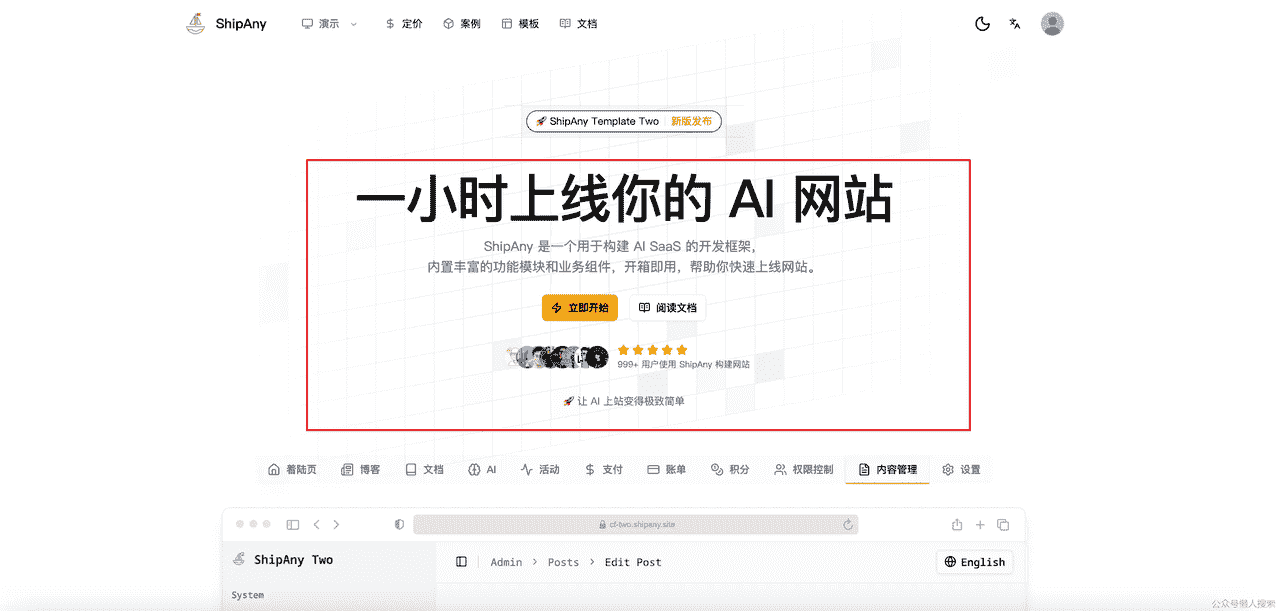 ShipAny
演示
定价
案例
模板
文档
🚀 ShipAny Template Two 新版发布
一小时上线你的 AI 网站
ShipAny 是一个用于构建 AI SaaS 的开发框架，
内置丰富的功能模块和业务组件，开箱即用，帮助你快速上线网站。
立即开始
阅读文档
999+ 用户使用 ShipAny 构建网站
🚀 让 AI 上站变得极致简单
着陆页
博客
文档
AI
活动
支付
账单
积分
权限控制
内容管理
设置
cf-two.shipany.site
ShipAny Two
Admin > Posts > Edit Post
English
System
公众号懒人搜索